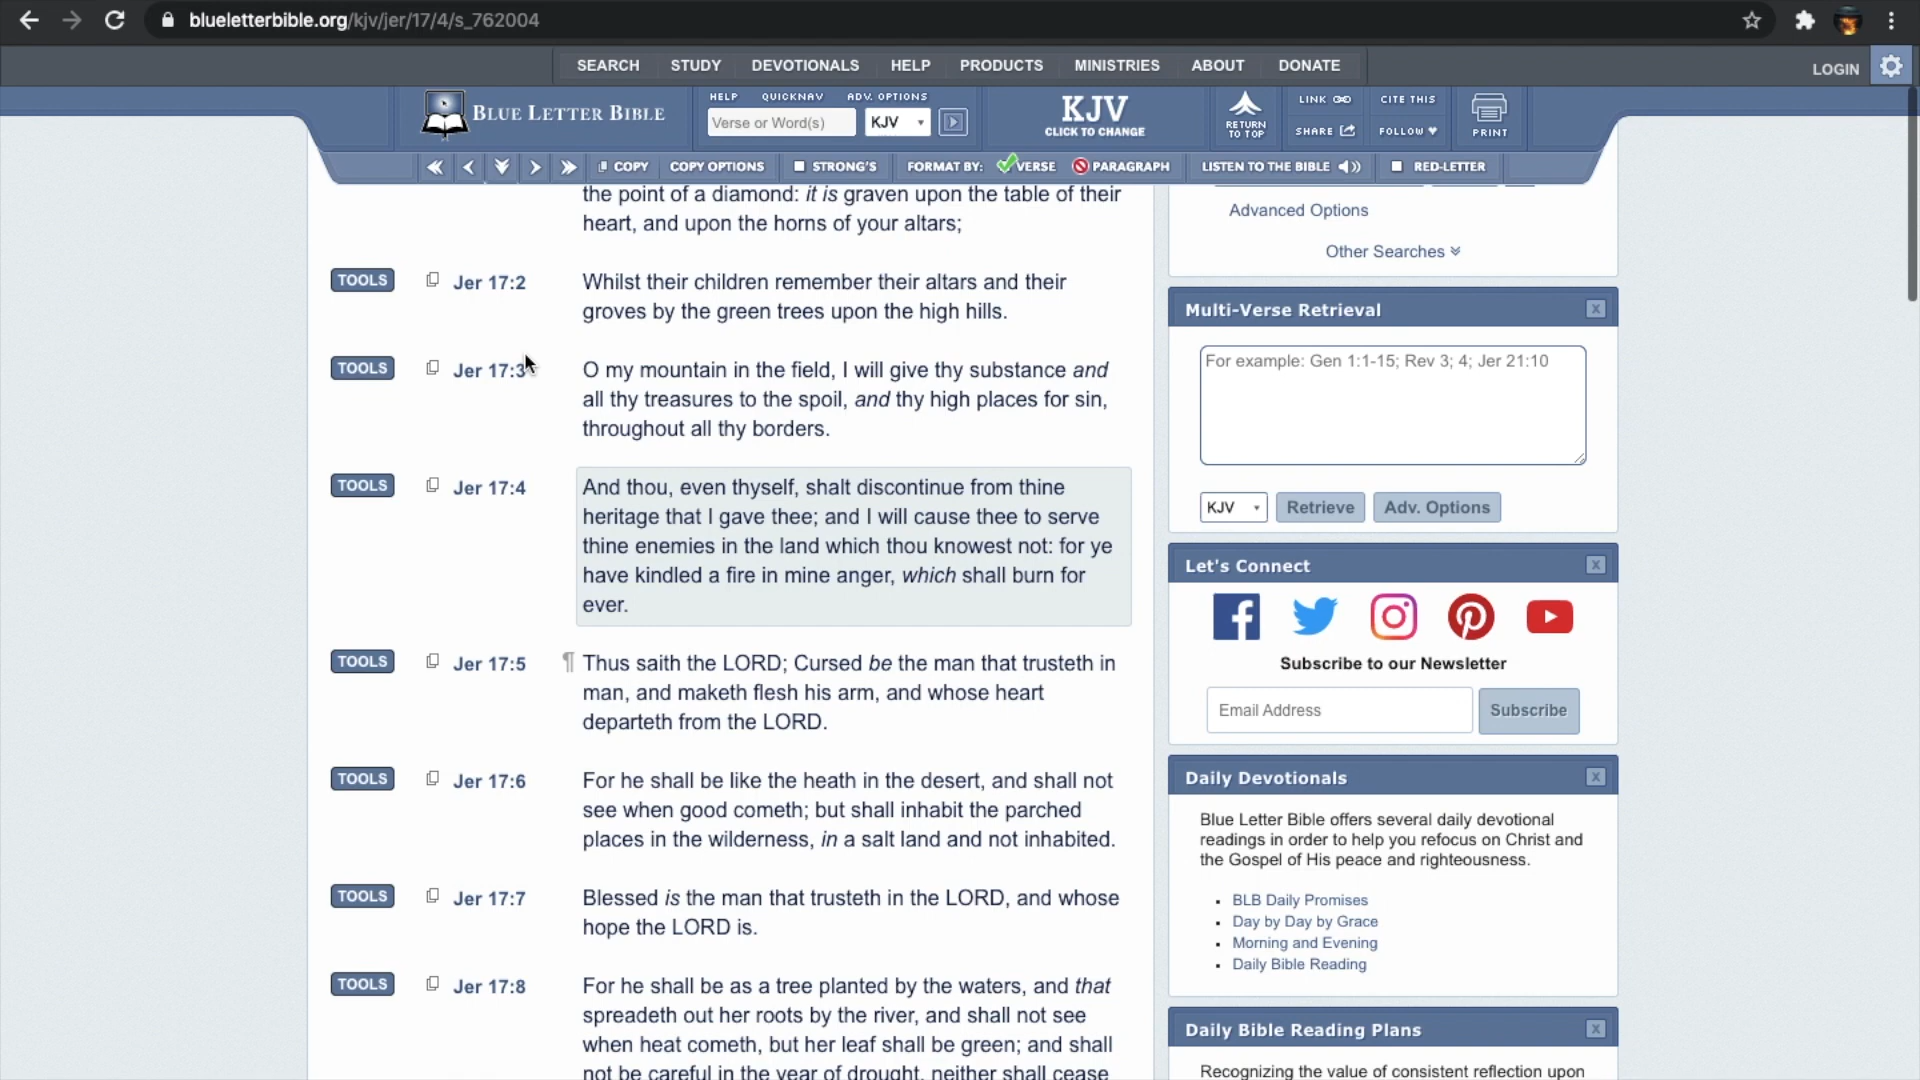 blueletterbible.org/kjv/jer/17/4/s_762004
SEARCH STUDY DEVOTIONALS HELP PRODUCTS MINISTRIES ABOUT DONATE
LOGIN
BLUE LETTER BIBLE
HELP QUICKNAV ADV. OPTIONS
Verse or Word(s) KJV
KJV
CLICK TO CHANGE
RETURN
TO TOP
LINK CITE THIS
SHARE FOLLOW
PRINT
COPY COPY OPTIONS STRONG'S FORMAT BY: VERSE PARAGRAPH LISTEN TO THE BIBLE RED-LETTER
the point of a diamond: it is graven upon the table of their
heart, and upon the horns of your altars;
TOOLS Jer 17:2 Whilst their children remember their altars and their
groves by the green trees upon the high hills.
TOOLS Jer 17:3 O my mountain in the field, I will give thy substance and
all thy treasures to the spoil, and thy high places for sin,
throughout all thy borders.
TOOLS Jer 17:4 And thou, even thyself, shalt discontinue from thine
heritage that I gave thee; and I will cause thee to serve
thine enemies in the land which thou knowest not: for ye
have kindled a fire in mine anger, which shall burn for
ever.
TOOLS Jer 17:5 ¶ Thus saith the LORD; Cursed be the man that trusteth in
man, and maketh flesh his arm, and whose heart
departeth from the LORD.
TOOLS Jer 17:6 For he shall be like the heath in the desert, and shall not
see when good cometh; but shall inhabit the parched
places in the wilderness, in a salt land and not inhabited.
TOOLS Jer 17:7 Blessed is the man that trusteth in the LORD, and whose
hope the LORD is.
TOOLS Jer 17:8 For he shall be as a tree planted by the waters, and that
spreadeth out her roots by the river, and shall not see
when heat cometh, but her leaf shall be green; and shall
not be careful in the year of drought, neither shall cease
Advanced Options
Other Searches
Multi-Verse Retrieval x
For example: Gen 1:1-15; Rev 3; 4; Jer 21:10
KJV Retrieve Adv. Options
Let's Connect x
Subscribe to our Newsletter
Email Address Subscribe
Daily Devotionals x
Blue Letter Bible offers several daily devotional
readings in order to help you refocus on Christ and
the Gospel of His peace and righteousness.
BLB Daily Promises
Day by Day by Grace
Morning and Evening
Daily Bible Reading
Daily Bible Reading Plans x
Recognizing the value of consistent reflection upon